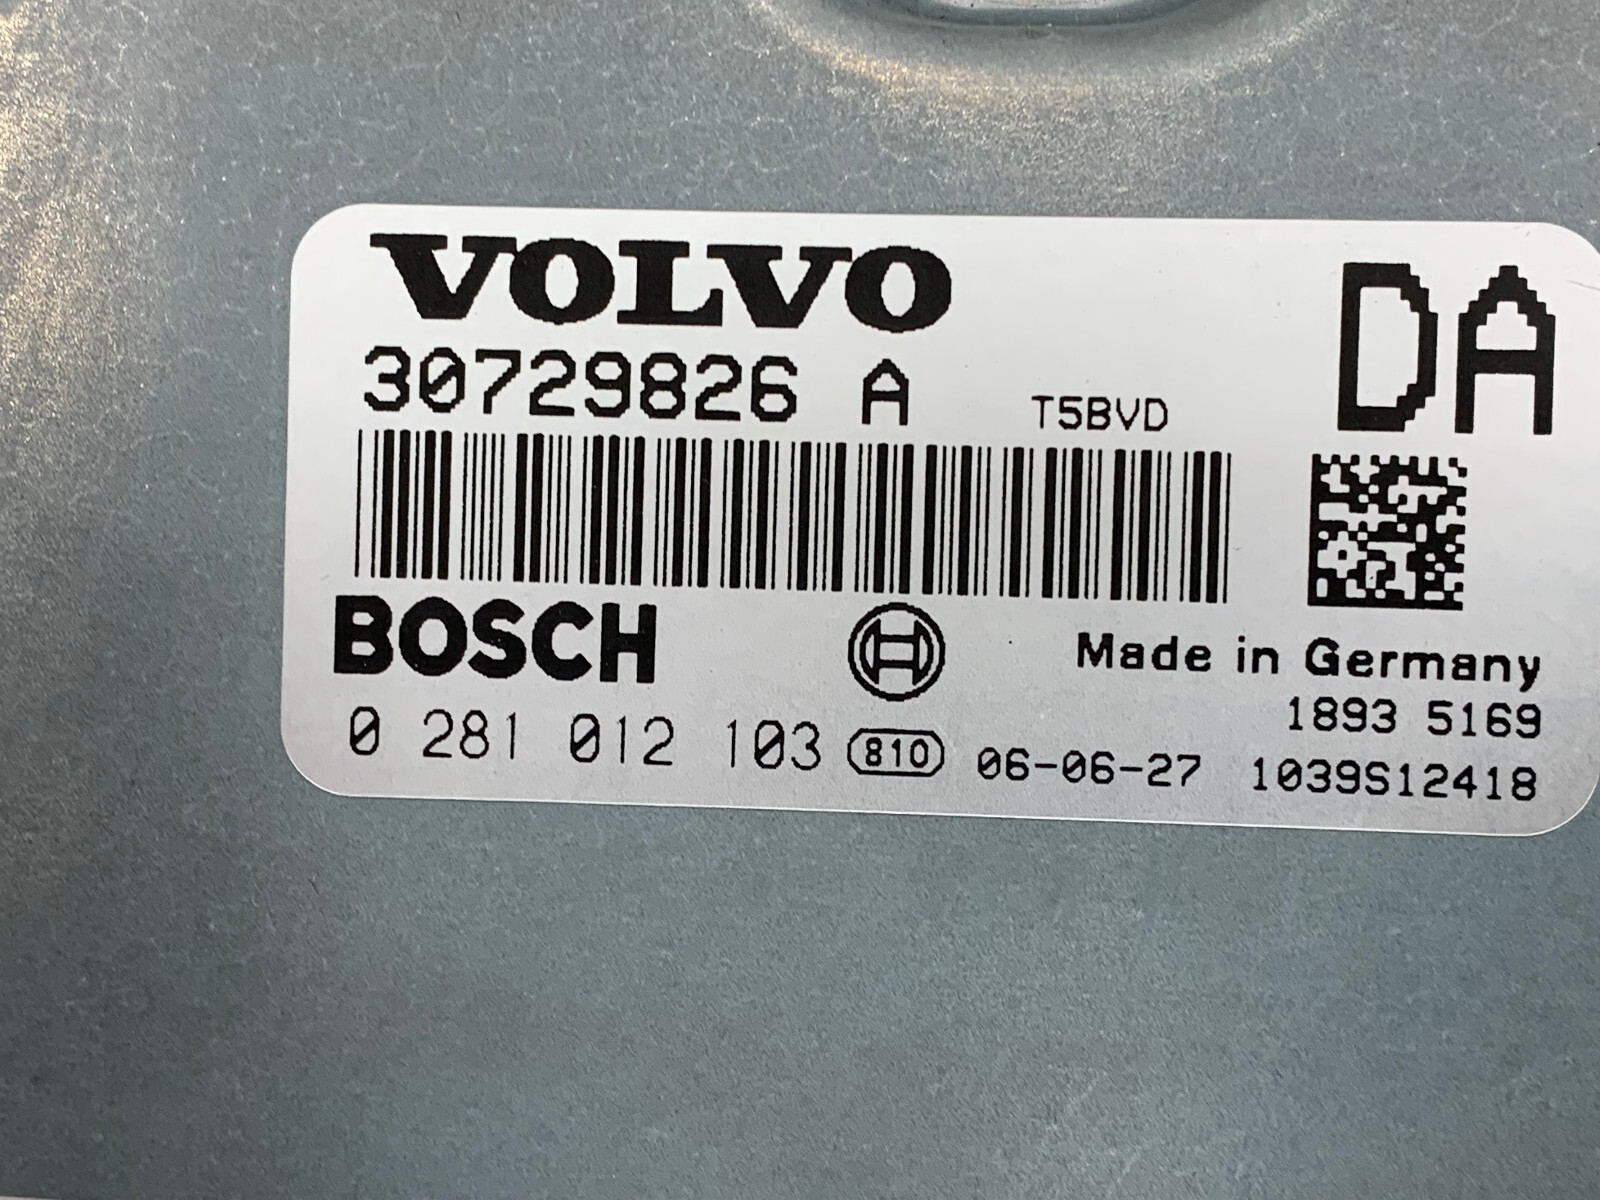 VOLVO
DA
30729826 A T5BVD
BOSCH
Made in Germany
1893 5169
0 281 012 103 810 06-06-27 1039S12418